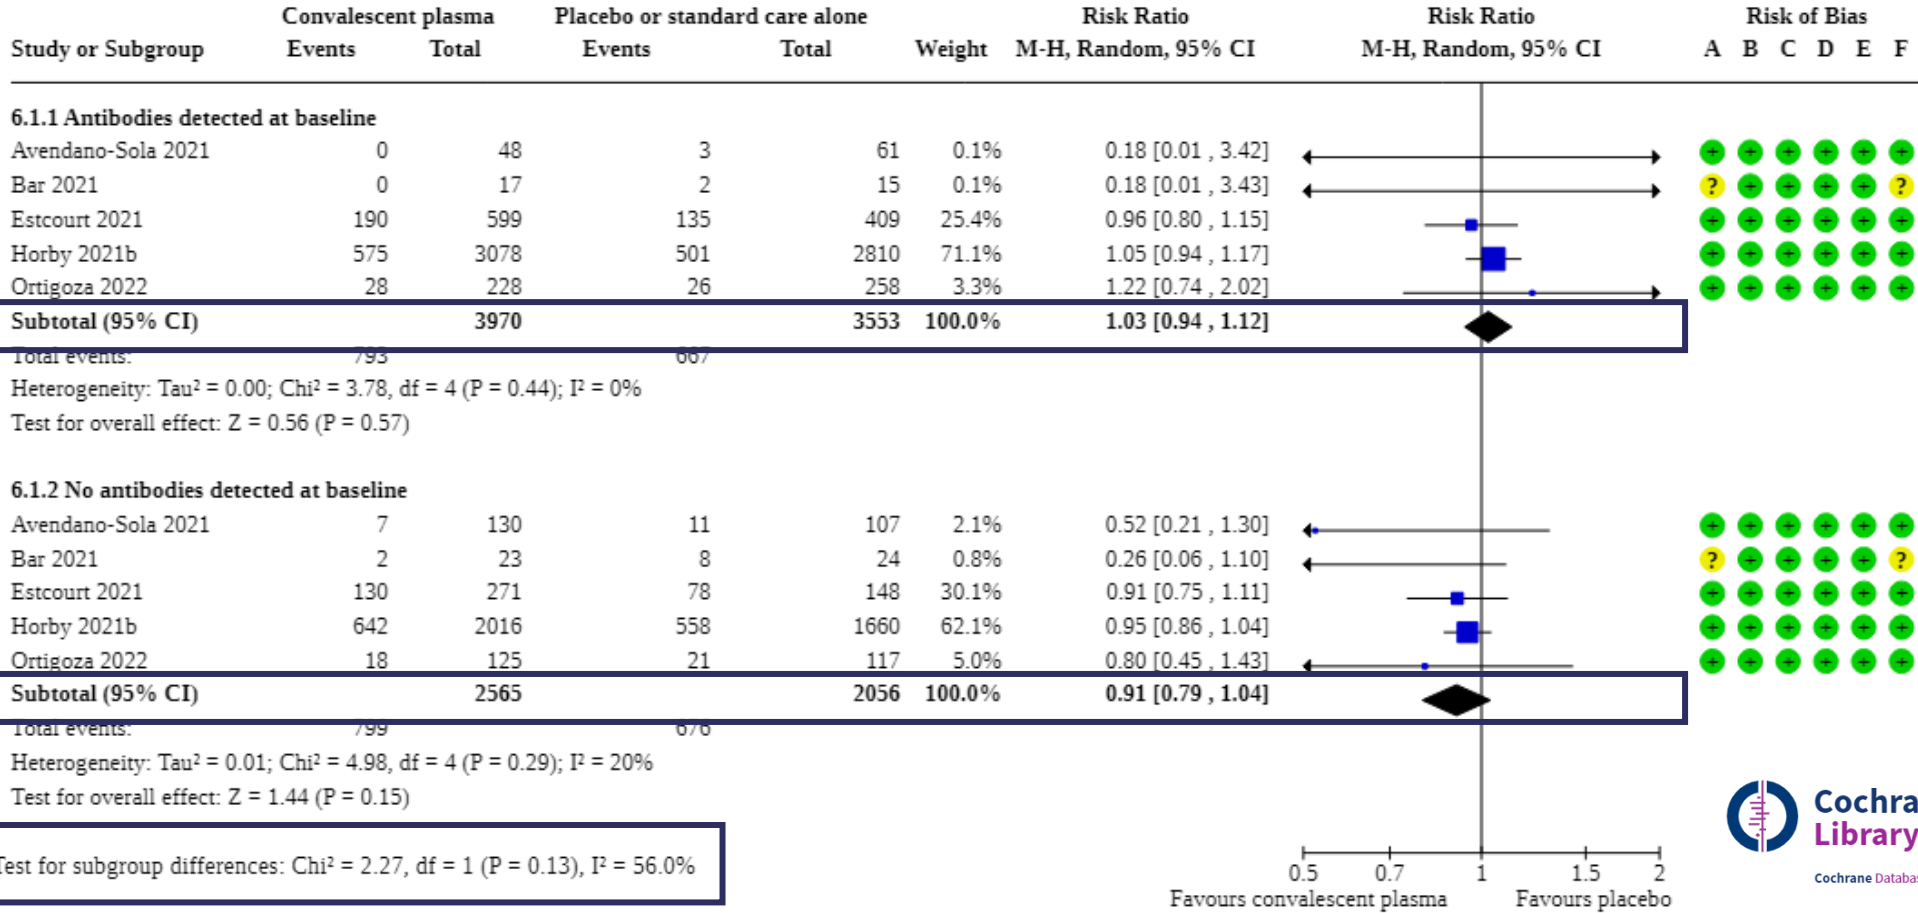 Convalescent plasma Placebo or standard care alone Risk Ratio Risk Ratio Risk of Bias
Study or Subgroup Events Total Events Total Weight M-H, Random, 95% CI M-H, Random, 95% CI A B C D E F
6.1.1 Antibodies detected at baseline
Avendano-Sola 2021 0 48 3 61 0.1% 0.18 [0.01 , 3.42] + + + + + +
Bar 2021 0 17 2 15 0.1% 0.18 [0.01 , 3.43] ? + + + + ?
Estcourt 2021 190 599 135 409 25.4% 0.96 [0.80 , 1.15] + + + + + +
Horby 2021b 575 3078 501 2810 71.1% 1.05 [0.94 , 1.17] + + + + + +
Ortigoza 2022 28 228 26 258 3.3% 1.22 [0.74 , 2.02] + + + + + +
Subtotal (95% CI) 3970 3553 100.0% 1.03 [0.94 , 1.12]
Total events: 793 667
Heterogeneity: Tau² = 0.00; Chi² = 3.78, df = 4 (P = 0.44); I² = 0%
Test for overall effect: Z = 0.56 (P = 0.57)
6.1.2 No antibodies detected at baseline
Avendano-Sola 2021 7 130 11 107 2.1% 0.52 [0.21 , 1.30] + + + + + +
Bar 2021 2 23 8 24 0.8% 0.26 [0.06 , 1.10] ? + + + + ?
Estcourt 2021 130 271 78 148 30.1% 0.91 [0.75 , 1.11] + + + + + +
Horby 2021b 642 2016 558 1660 62.1% 0.95 [0.86 , 1.04] + + + + + +
Ortigoza 2022 18 125 21 117 5.0% 0.80 [0.45 , 1.43] + + + + + +
Subtotal (95% CI) 2565 2056 100.0% 0.91 [0.79 , 1.04]
Total events: 799 676
Heterogeneity: Tau² = 0.01; Chi² = 4.98, df = 4 (P = 0.29); I² = 20%
Test for overall effect: Z = 1.44 (P = 0.15)
Test for subgroup differences: Chi² = 2.27, df = 1 (P = 0.13), I² = 56.0%
0.5 0.7 1 1.5 2
Favours convalescent plasma Favours placebo
Cochra
Library
Cochrane Databas